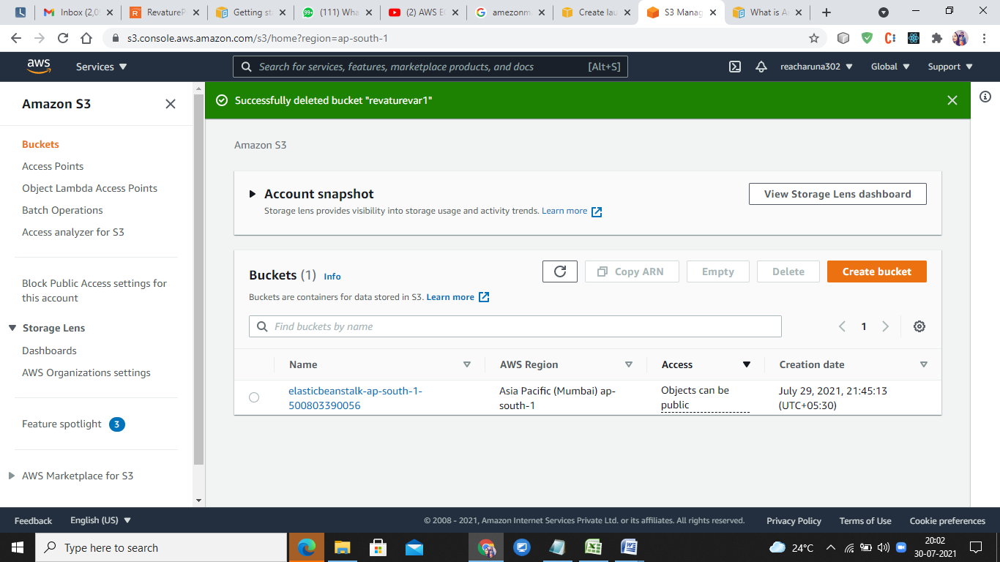 Inbox (2,0
RevatureP
Getting st
(111) Wha
(2) AWS EC
amezonm
Create lau
S3 Manag
What is A
s3.console.aws.amazon.com/s3/home?region=ap-south-1
aws
Services
Search for services, features, marketplace products, and docs
[Alt+S]
reacharuna302
Global
Support
Amazon S3
Buckets
Access Points
Object Lambda Access Points
Batch Operations
Access analyzer for S3
Block Public Access settings for
this account
Storage Lens
Dashboards
AWS Organizations settings
Feature spotlight 3
AWS Marketplace for S3
Successfully deleted bucket "revaturevar1"
Amazon S3
Account snapshot
Storage lens provides visibility into storage usage and activity trends. Learn more
View Storage Lens dashboard
Buckets (1) Info
Copy ARN
Empty
Delete
Create bucket
Buckets are containers for data stored in S3. Learn more
Find buckets by name
1
Name
AWS Region
Access
Creation date
elasticbeanstalk-ap-south-1-
500803390056
Asia Pacific (Mumbai) ap-
south-1
Objects can be
public
July 29, 2021, 21:45:13
(UTC+05:30)
Feedback
English (US)
© 2008 - 2021, Amazon Internet Services Private Ltd. or its affiliates. All rights reserved.
Privacy Policy
Terms of Use
Cookie preferences
Type here to search
24°C
20:02
30-07-2021